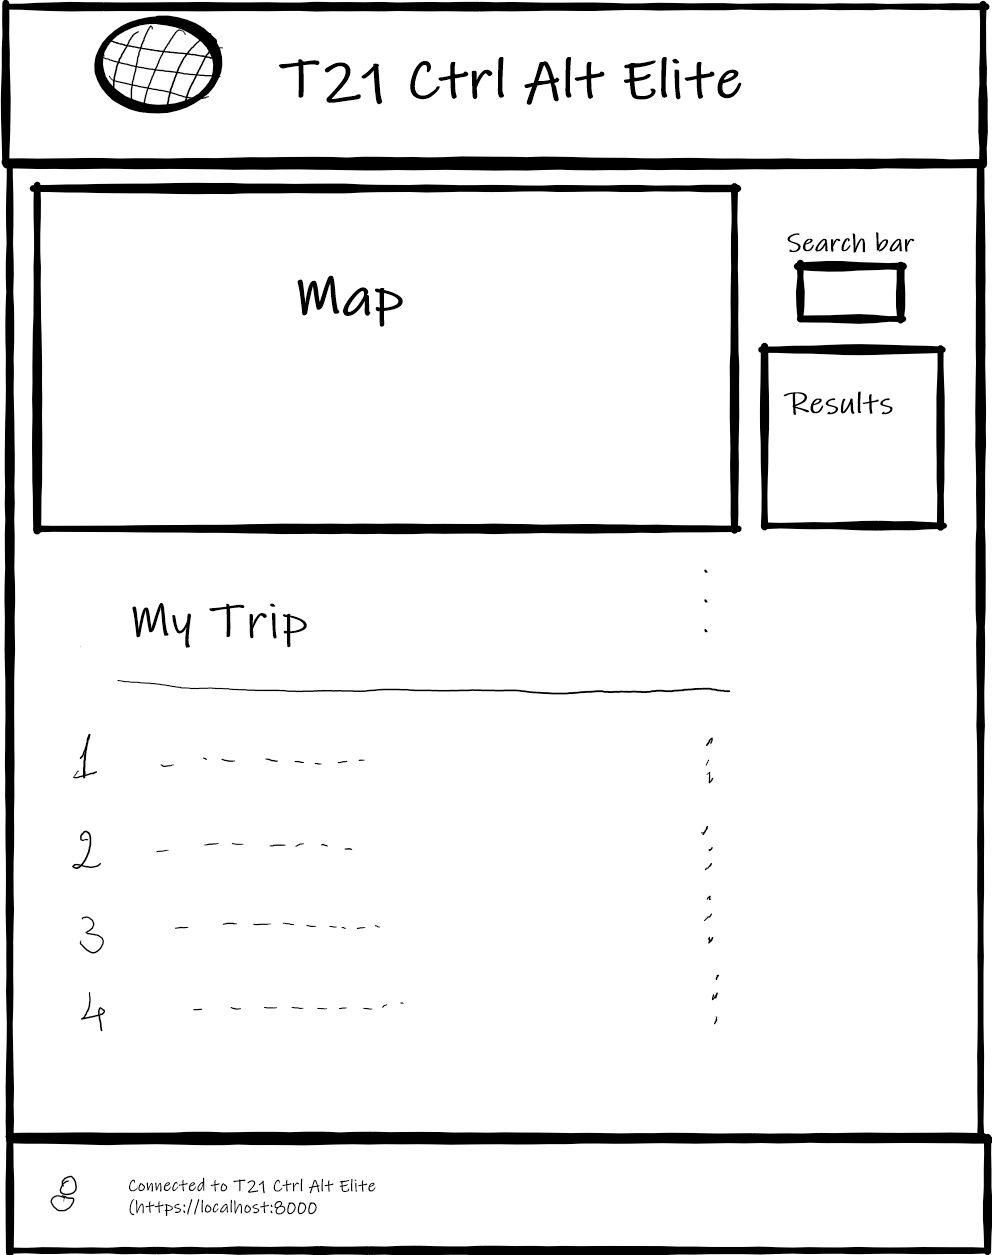 T21 Ctrl Alt Elite
Search bar
Map
Results
My Trip
1
2
3
4
Connected to T21 Ctrl Alt Elite
(https://localhost:8000